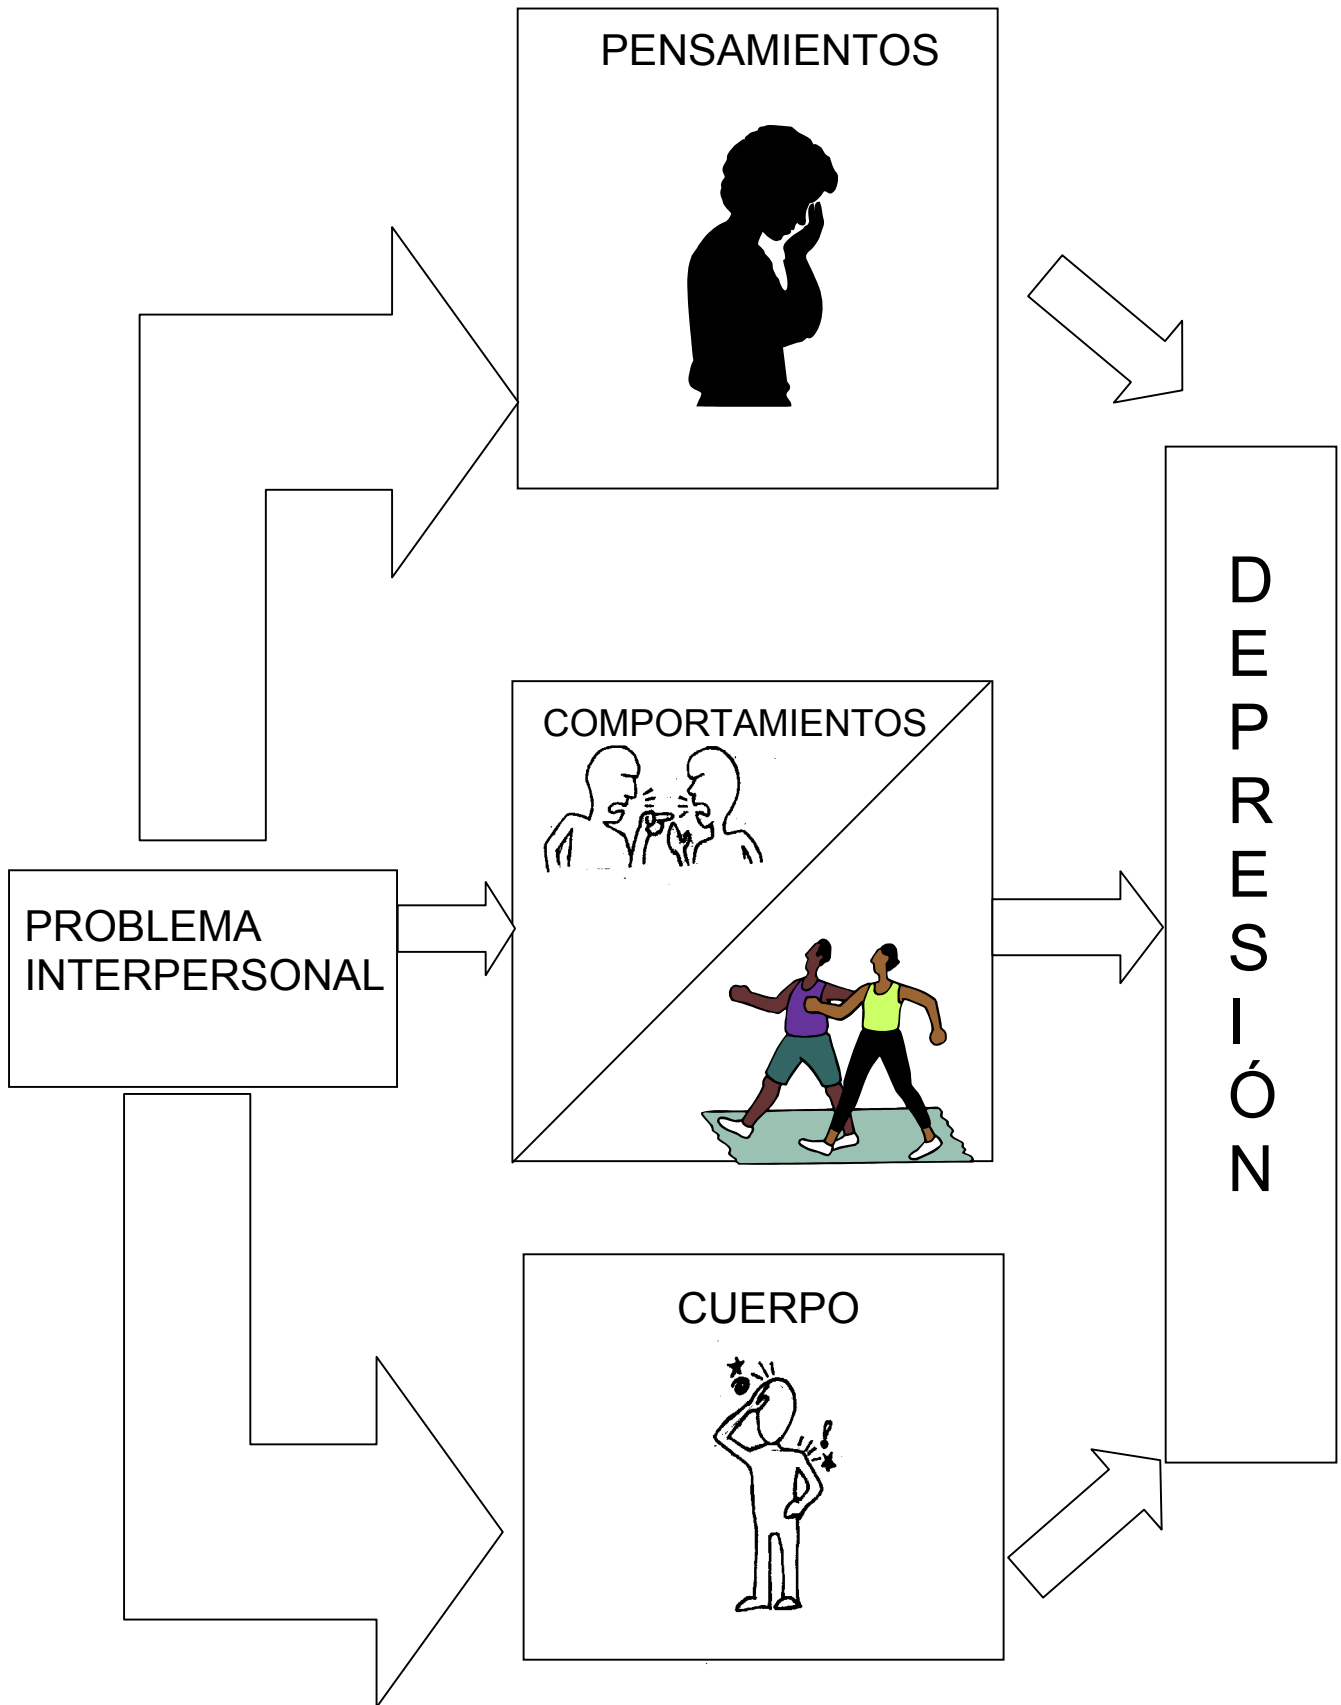 PENSAMIENTOS
COMPORTAMIENTOS
PROBLEMA
INTERPERSONAL
CUERPO
D
E
P
R
E
S
I
Ó
N